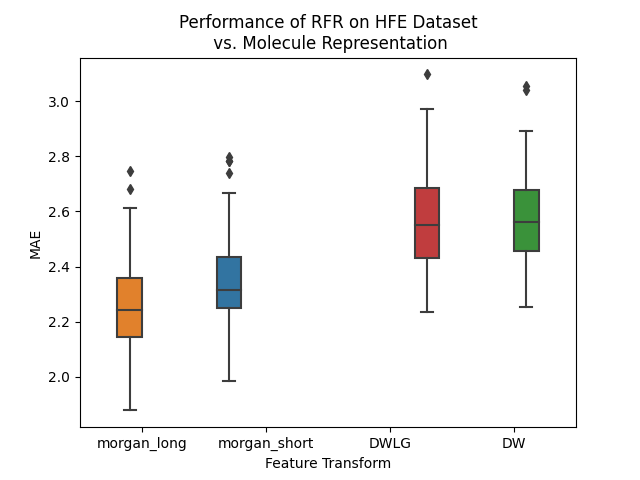 Performance of RFR on HFE Dataset
vs. Molecule Representation
3.0
2.8
2.6
2.4
2.2
2.0
MAE
morgan_long morgan_short DWLG DW
Feature Transform